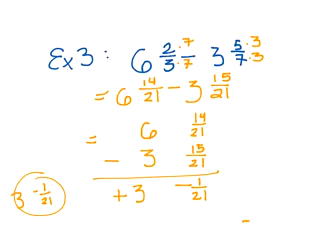 Ex 3 : 6 2/3 ·7/·7 − 3 5/7 ·3/·3
= 6 14/21 − 3 15/21
= 6 14/21
− 3 15/21
+3 −1/21
3 −1/21